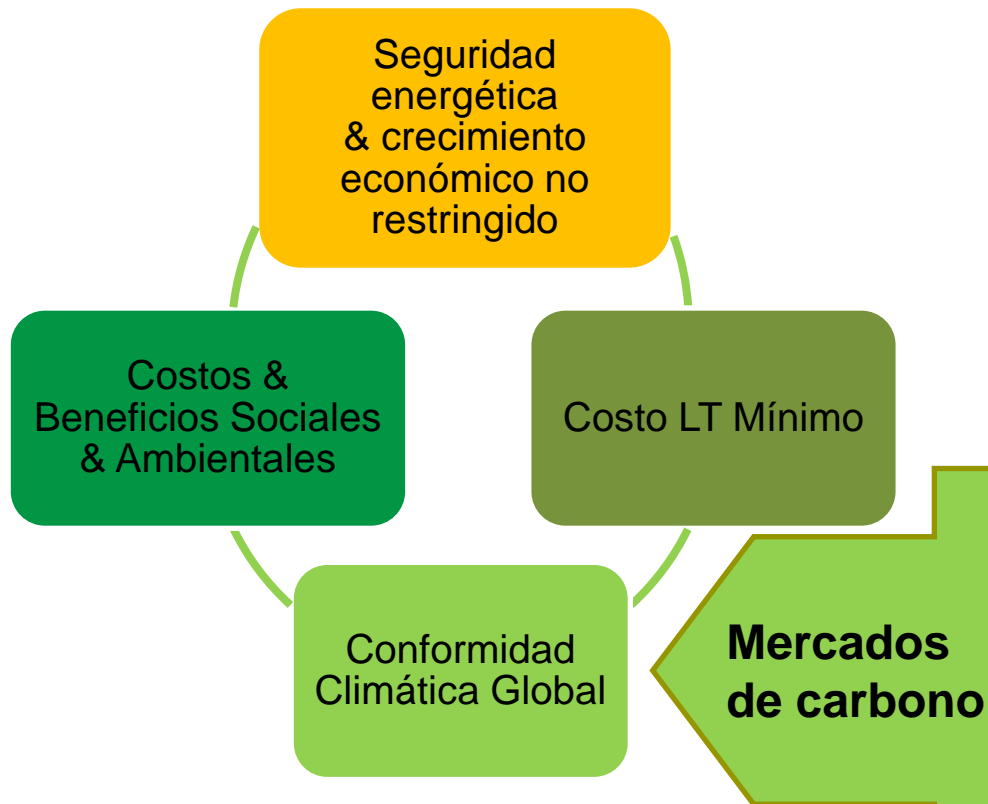 Seguridad
energética
& crecimiento
económico no
restringido
Costos &
Beneficios Sociales
& Ambientales
Costo LT Mínimo
Conformidad
Climática Global
Mercados
de carbono